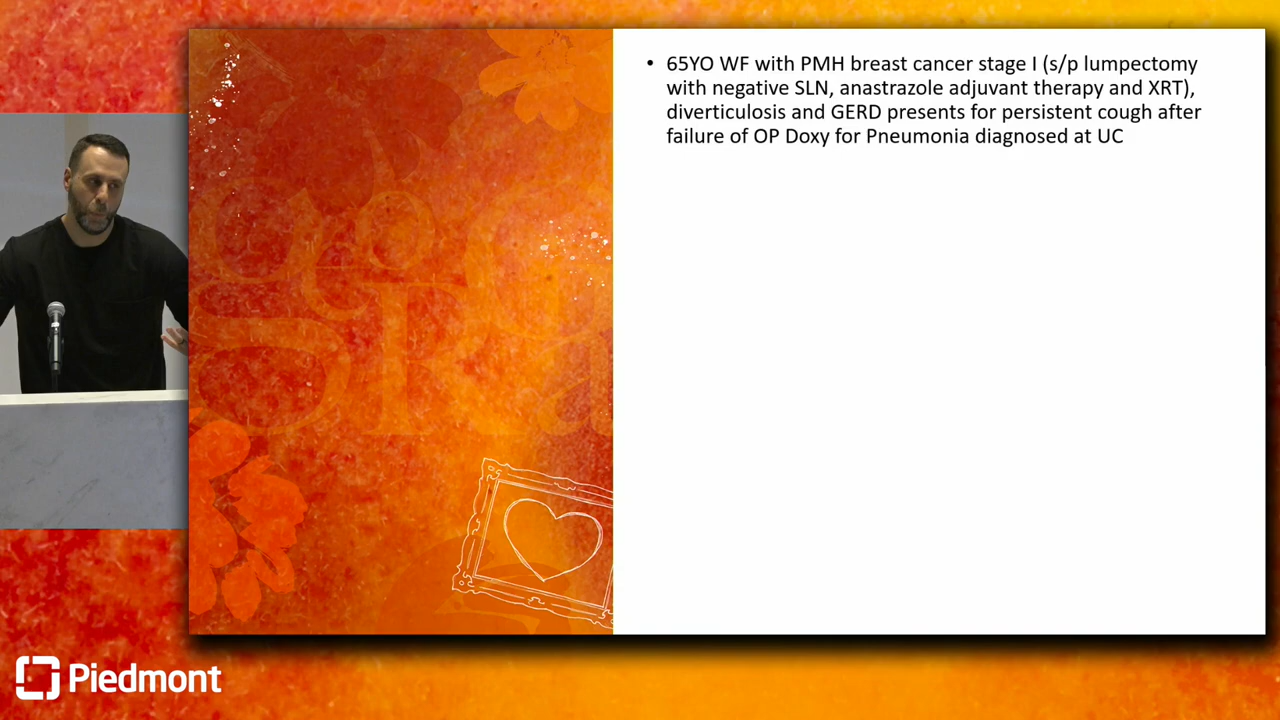 • 65YO WF with PMH breast cancer stage I (s/p lumpectomy
with negative SLN, anastrazole adjuvant therapy and XRT),
diverticulosis and GERD presents for persistent cough after
failure of OP Doxy for Pneumonia diagnosed at UC
Piedmont